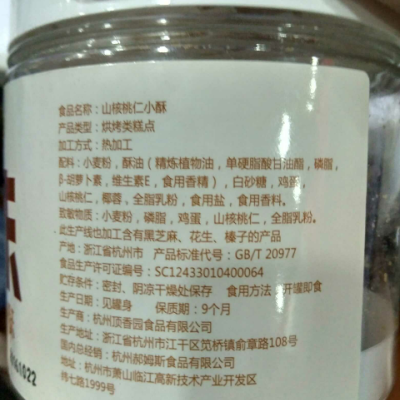 食品名称：山核桃仁小酥
产品类型：烘烤类糕点
加工方式：热加工
配料：小麦粉，酥油（精炼植物油，单硬脂酸甘油酯，磷脂，
β-胡萝卜素，维生素E，食用香精），白砂糖，鸡蛋，
山核桃仁，椰蓉，全脂乳粉，食用盐，食用香料。
致敏物质：小麦粉，磷脂，鸡蛋，山核桃仁，全脂乳粉。
此生产线也加工含有黑芝麻、花生、榛子的产品
产地：浙江省杭州市 产品标准代号：GB/T 20977
食品生产许可证编号：SC12433010400064
贮存条件：密封、阴凉干燥处保存 食用方法：开罐即食
生产日期：见罐身 保质期：9个月
生产商：杭州顶香园食品有限公司
生产地址：浙江省杭州市江干区九华镇俞章路108号
国内总经销：杭州郝姆斯食品有限公司
地址：杭州市萧山临江高新技术产业开发区
纬七路1999号
61022